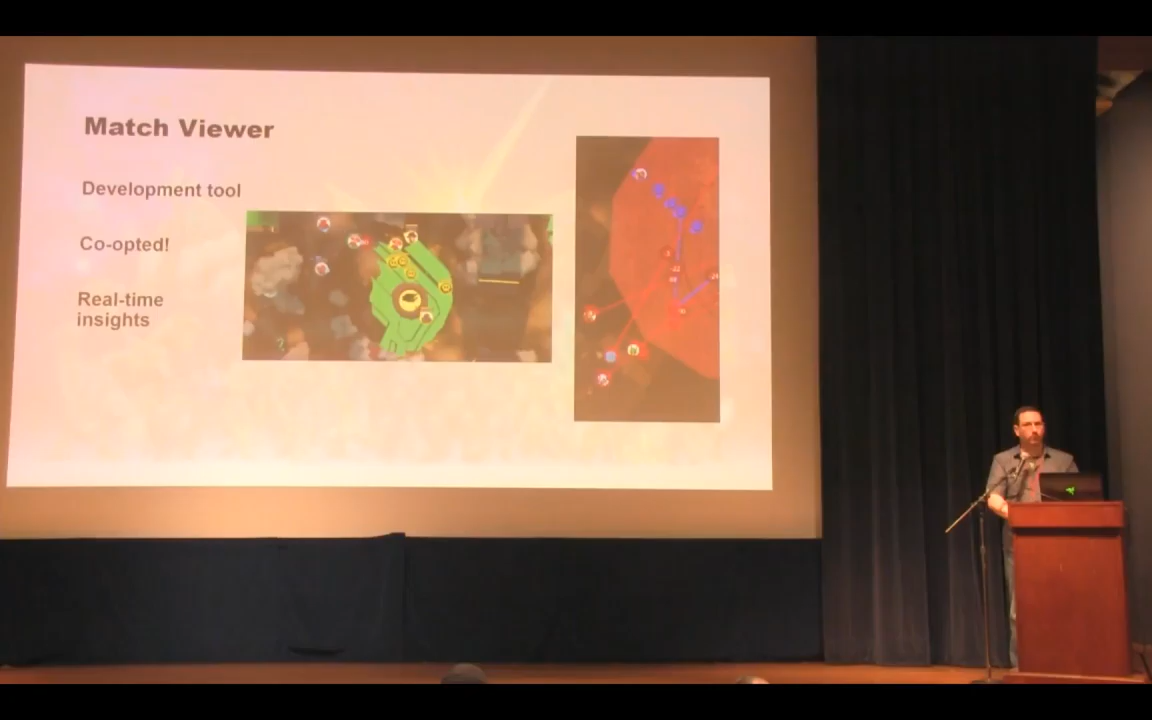 Match Viewer
Development tool
Co-opted!
Real-time
insights